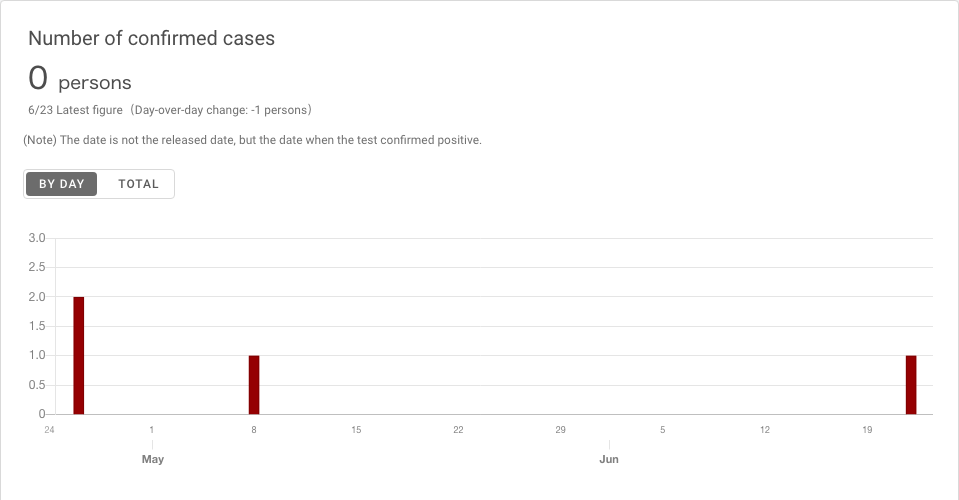 Number of confirmed cases
0 persons
6/23 Latest figure（Day-over-day change: -1 persons）
(Note) The date is not the released date, but the date when the test confirmed positive.
BY DAY TOTAL
3.0
2.5
2.0
1.5
1.0
0.5
0
24 1 8 15 22 29 5 12 19
May Jun